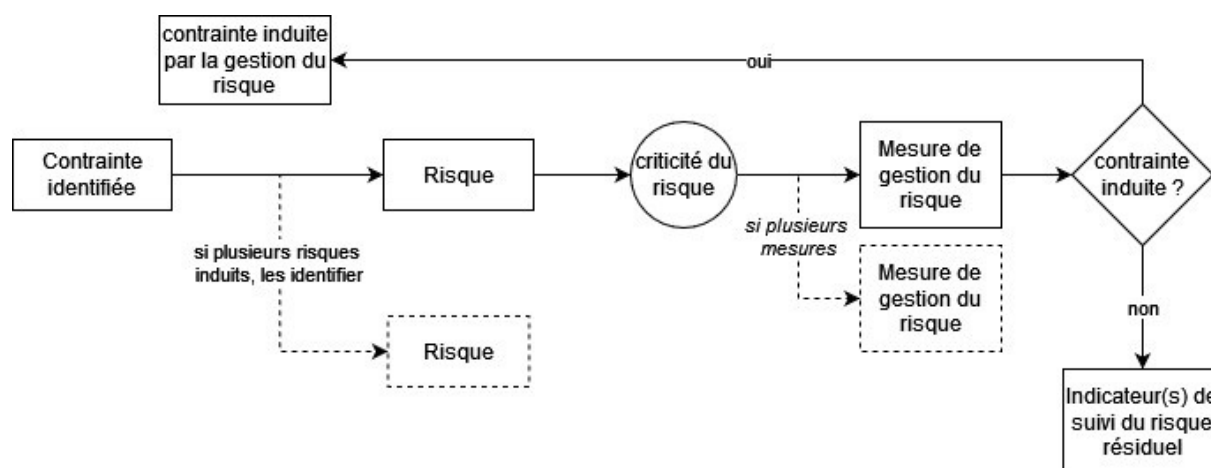 contrainte induite
par la gestion du
risque
oui
Contrainte
identifiée
Risque
criticité du
risque
Mesure de
gestion du
risque
contrainte
induite ?
si plusieurs risques
induits, les identifier
si plusieurs
mesures
Mesure de
gestion du
risque
Risque
non
Indicateur(s) de
suivi du risque
résiduel